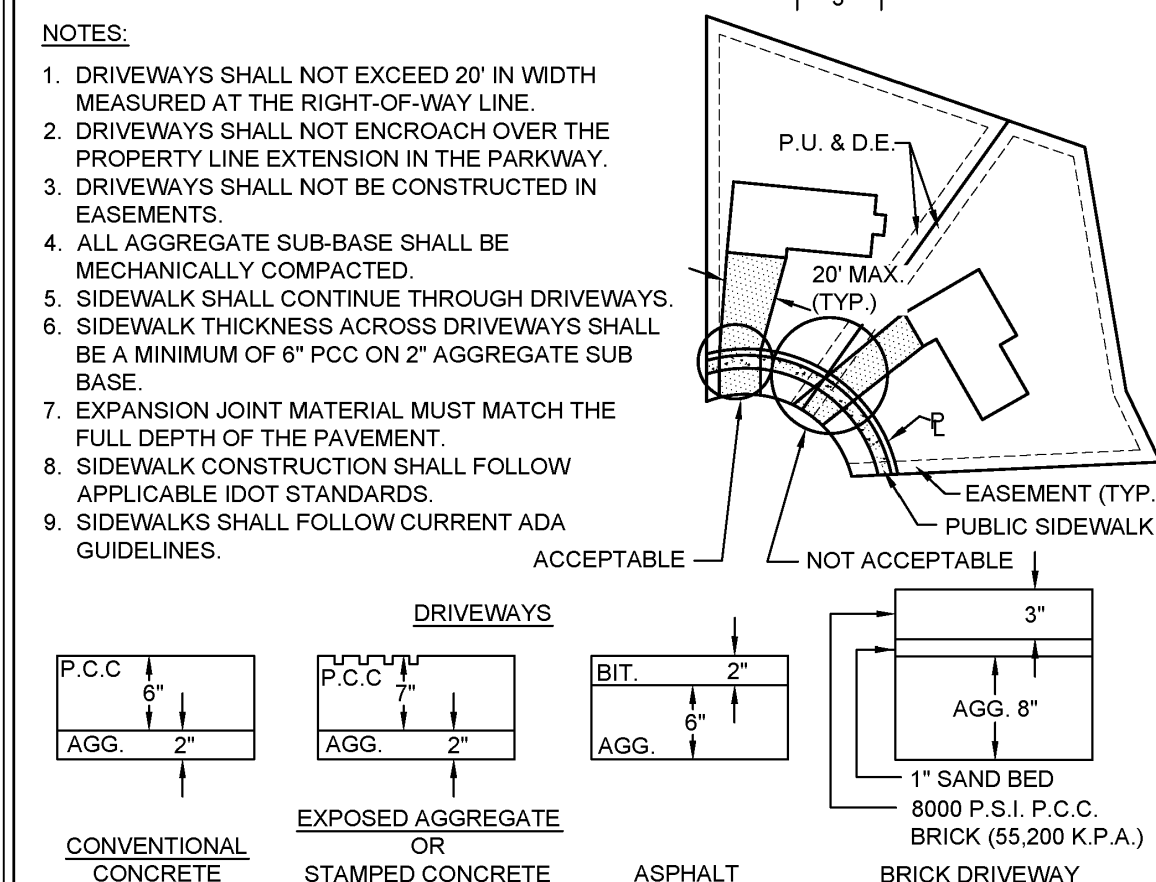 NOTES:
1. DRIVEWAYS SHALL NOT EXCEED 20' IN WIDTH
MEASURED AT THE RIGHT-OF-WAY LINE.
2. DRIVEWAYS SHALL NOT ENCROACH OVER THE
PROPERTY LINE EXTENSION IN THE PARKWAY.
3. DRIVEWAYS SHALL NOT BE CONSTRUCTED IN
EASEMENTS.
4. ALL AGGREGATE SUB-BASE SHALL BE
MECHANICALLY COMPACTED.
5. SIDEWALK SHALL CONTINUE THROUGH DRIVEWAYS.
6. SIDEWALK THICKNESS ACROSS DRIVEWAYS SHALL
BE A MINIMUM OF 6" PCC ON 2" AGGREGATE SUB
BASE.
7. EXPANSION JOINT MATERIAL MUST MATCH THE
FULL DEPTH OF THE PAVEMENT.
8. SIDEWALK CONSTRUCTION SHALL FOLLOW
APPLICABLE IDOT STANDARDS.
9. SIDEWALKS SHALL FOLLOW CURRENT ADA
GUIDELINES.
P.U. & D.E.
20' MAX.
(TYP.)
PL
EASEMENT (TYP.
PUBLIC SIDEWALK
ACCEPTABLE
NOT ACCEPTABLE
DRIVEWAYS
P.C.C
6"
AGG. 2"
CONVENTIONAL
CONCRETE
P.C.C
7"
AGG. 2"
EXPOSED AGGREGATE
OR
STAMPED CONCRETE
BIT. 2"
6"
AGG.
ASPHALT
3"
AGG. 8"
1" SAND BED
8000 P.S.I. P.C.C.
BRICK (55,200 K.P.A.)
BRICK DRIVEWAY